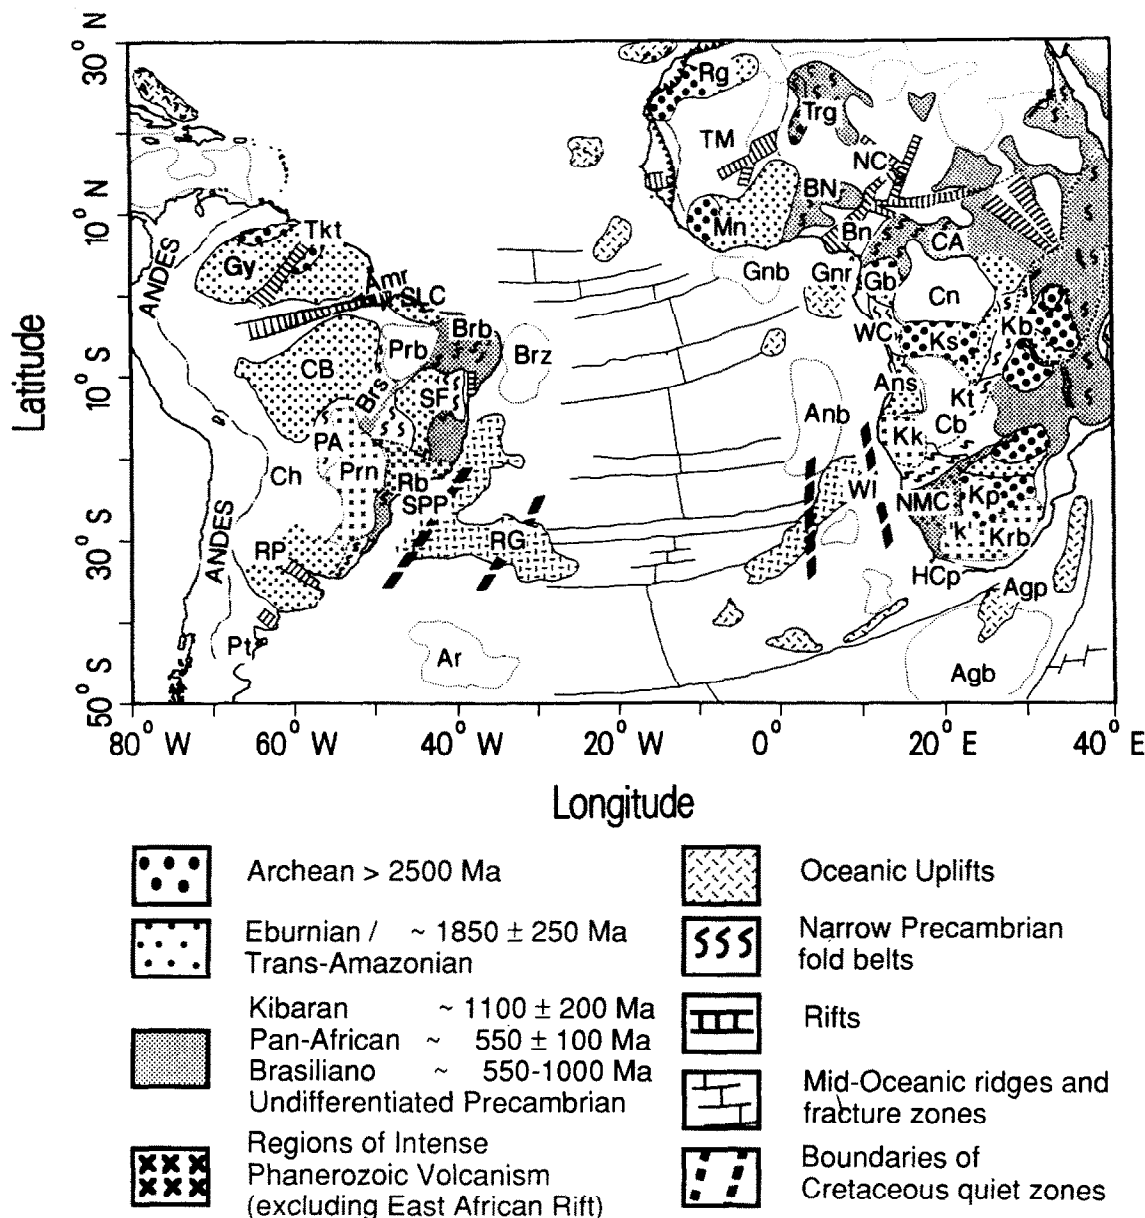 30° N
10° N
10° S
30° S
50° S
Latitude
80° W
60° W
40° W
20° W
0°
20° E
40° E
Longitude
Rg
Trg
TM
NC
BN
Mn
Bn
CA
Tkt
Gy
ANDES
Amr
SLC
Gnb
Gnr
Gb
Cn
WC
Ks
Kb
Prb
Brb
Brz
CB
Brs
SF
Ans
Kt
Anb
Cb
Kk
PA
Prn
Ch
Rb
SPP
WI
NMC
Kp
k'
Krb
ANDES
RG
RP
HCp
Agp
Pt
Ar
Agb
Archean > 2500 Ma
Eburnian / ~ 1850 ± 250 Ma
Trans-Amazonian
Kibaran ~ 1100 ± 200 Ma
Pan-African ~ 550 ± 100 Ma
Brasiliano ~ 550-1000 Ma
Undifferentiated Precambrian
Regions of Intense
Phanerozoic Volcanism
(excluding East African Rift)
Oceanic Uplifts
Narrow Precambrian
fold belts
Rifts
Mid-Oceanic ridges and
fracture zones
Boundaries of
Cretaceous quiet zones